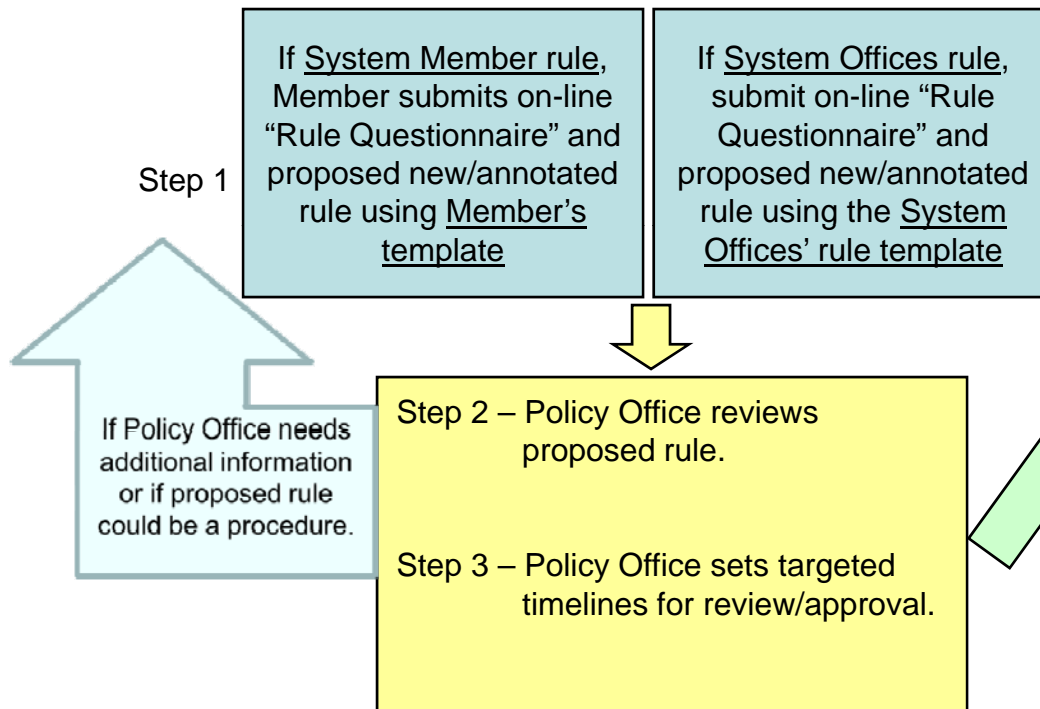 Step 1
If System Member rule,
Member submits on-line
“Rule Questionnaire” and
proposed new/annotated
rule using Member’s
template
If System Offices rule,
submit on-line “Rule
Questionnaire” and
proposed new/annotated
rule using the System
Offices’ rule template
If Policy Office needs
additional information
or if proposed rule
could be a procedure.
Step 2 – Policy Office reviews
proposed rule.
Step 3 – Policy Office sets targeted
timelines for review/approval.